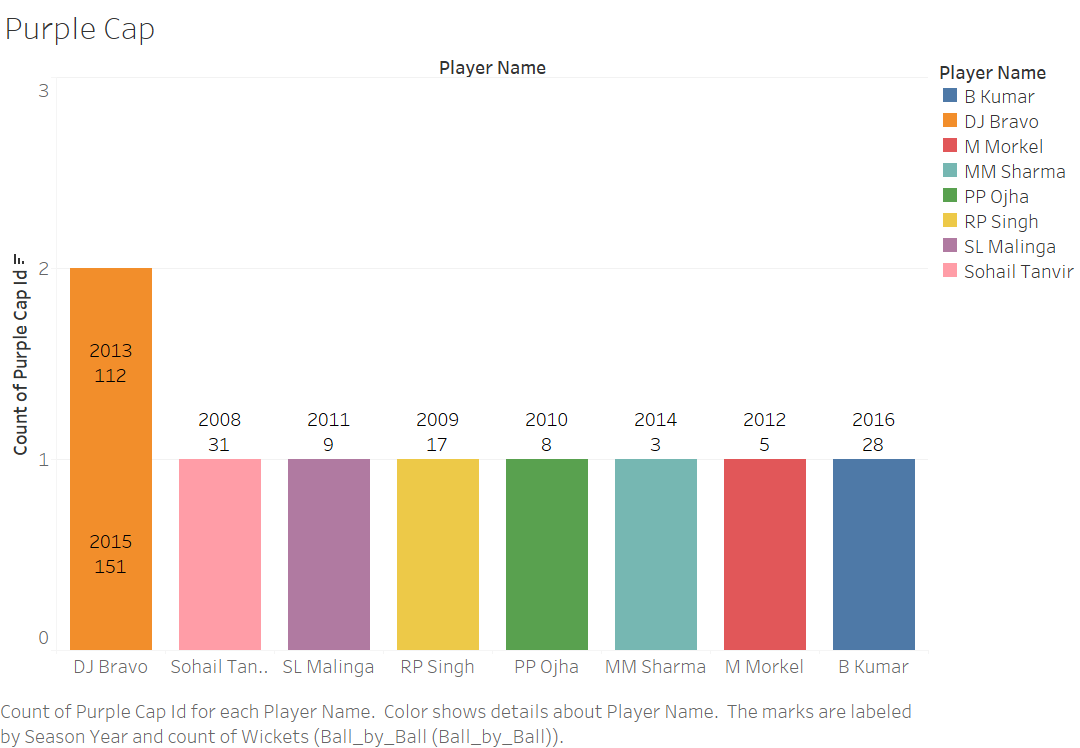 Purple Cap
Player Name
Count of Purple Cap Id
3
2
1
0
2013
112
2015
151
2008
31
2011
9
2009
17
2010
8
2014
3
2012
5
2016
28
DJ Bravo
Sohail Tan..
SL Malinga
RP Singh
PP Ojha
MM Sharma
M Morkel
B Kumar
Player Name
B Kumar
DJ Bravo
M Morkel
MM Sharma
PP Ojha
RP Singh
SL Malinga
Sohail Tanvir
Count of Purple Cap Id for each Player Name.  Color shows details about Player Name.  The marks are labeled
by Season Year and count of Wickets (Ball_by_Ball (Ball_by_Ball)).